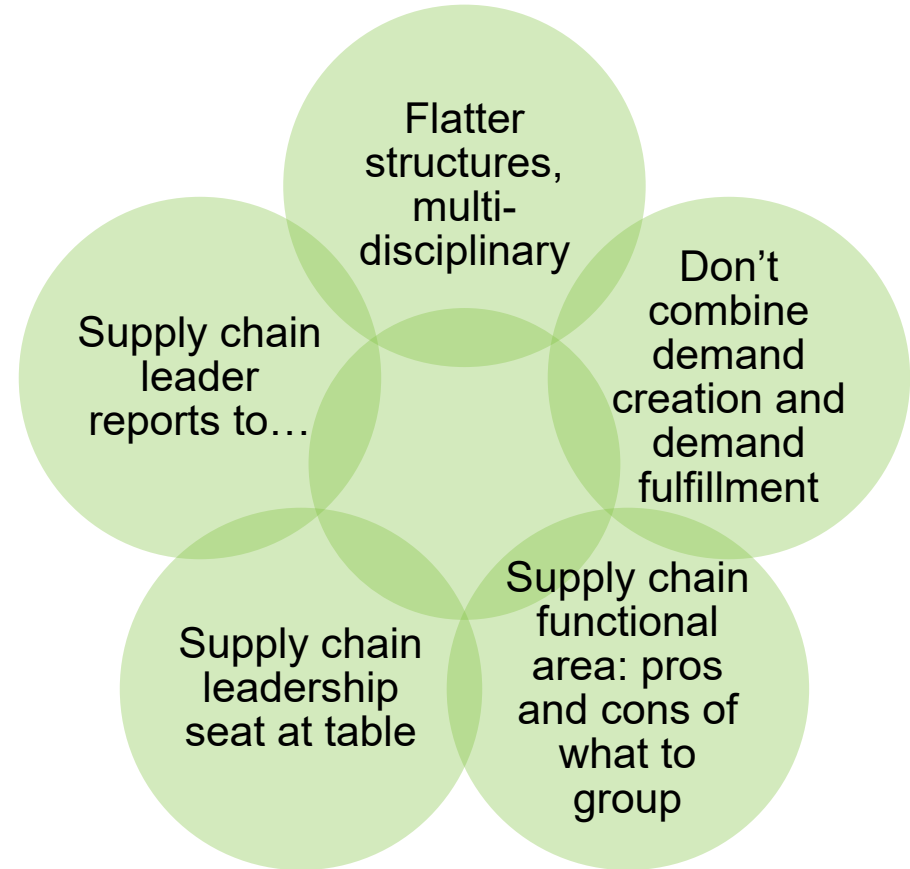 Flatter
structures,
multi-
disciplinary
Don’t
combine
demand
creation and
demand
fulfillment
Supply chain
functional
area: pros
and cons of
what to
group
Supply chain
leadership
seat at table
Supply chain
leader
reports to…